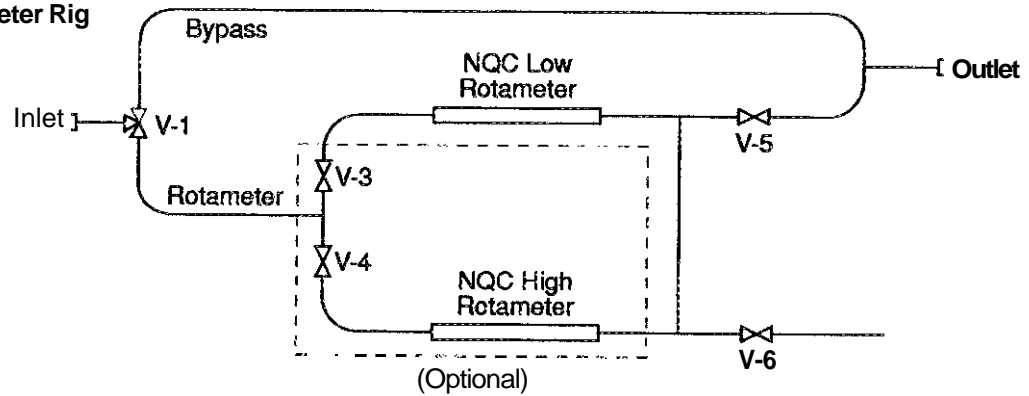 eter Rig
Bypass
NQC Low
Rotameter
Outlet
Inlet
V-1
V-5
V-3
Rotameter
V-4
NQC High
Rotameter
V-6
(Optional)